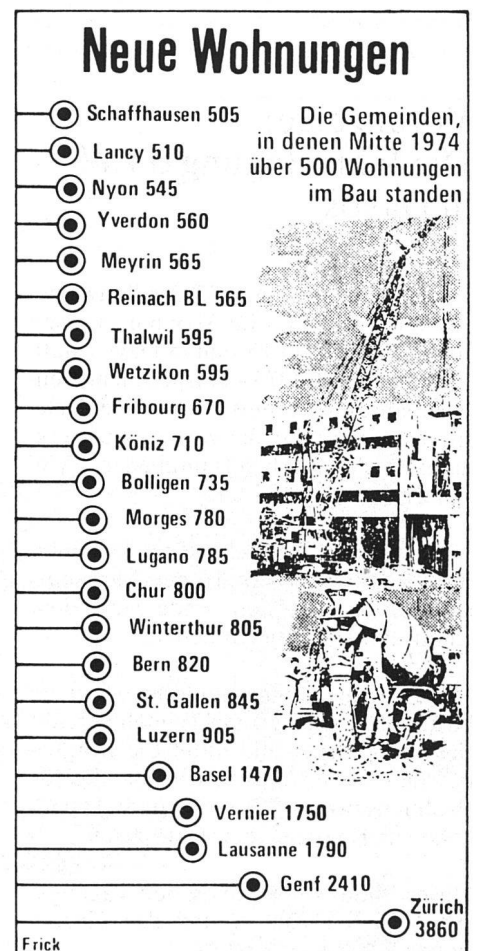 Neue Wohnungen
Die Gemeinden,
in denen Mitte 1974
über 500 Wohnungen
im Bau standen
Schaffhausen 505
Lancy 510
Nyon 545
Yverdon 560
Meyrin 565
Reinach BL 565
Thalwil 595
Wetzikon 595
Fribourg 670
Köniz 710
Bolligen 735
Morges 780
Lugano 785
Chur 800
Winterthur 805
Bern 820
St. Gallen 845
Luzern 905
Basel 1470
Vernier 1750
Lausanne 1790
Genf 2410
Zürich
3860
Frick